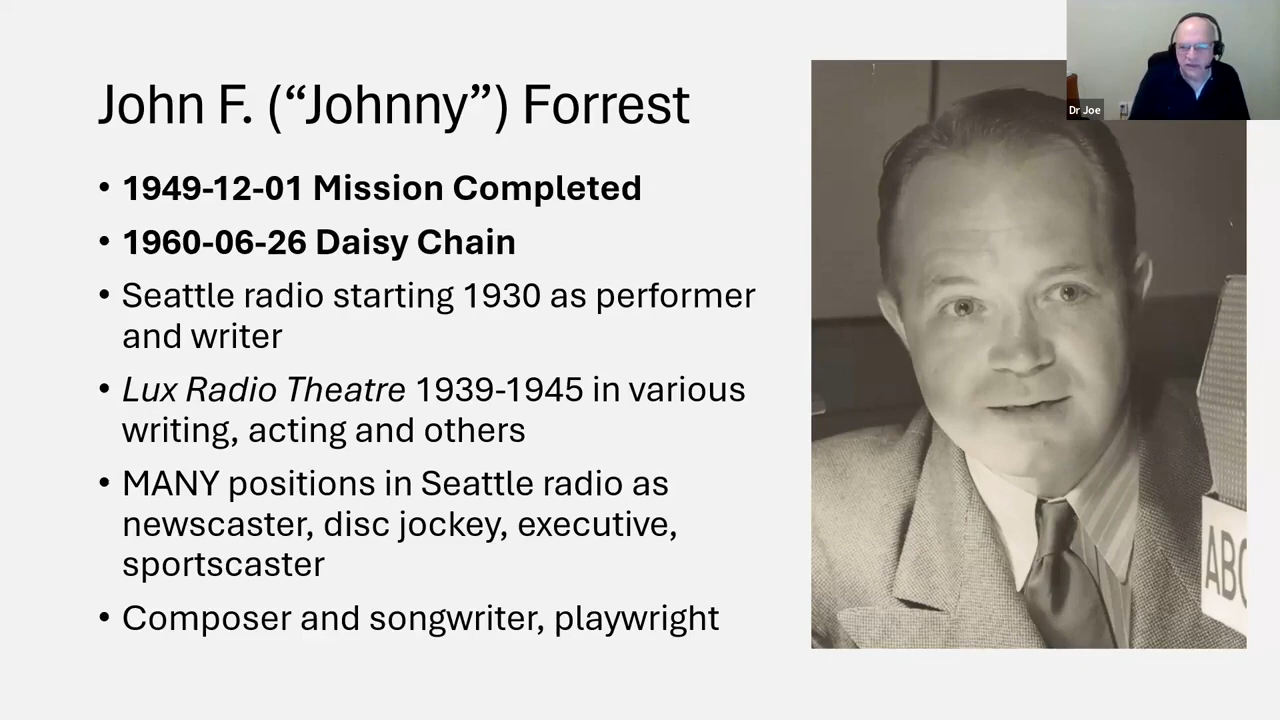 John F. (“Johnny”) Forrest
• 1949-12-01 Mission Completed
• 1960-06-26 Daisy Chain
• Seattle radio starting 1930 as performer
and writer
• Lux Radio Theatre 1939-1945 in various
writing, acting and others
• MANY positions in Seattle radio as
newscaster, disc jockey, executive,
sportscaster
• Composer and songwriter, playwright
Dr Joe
ABC